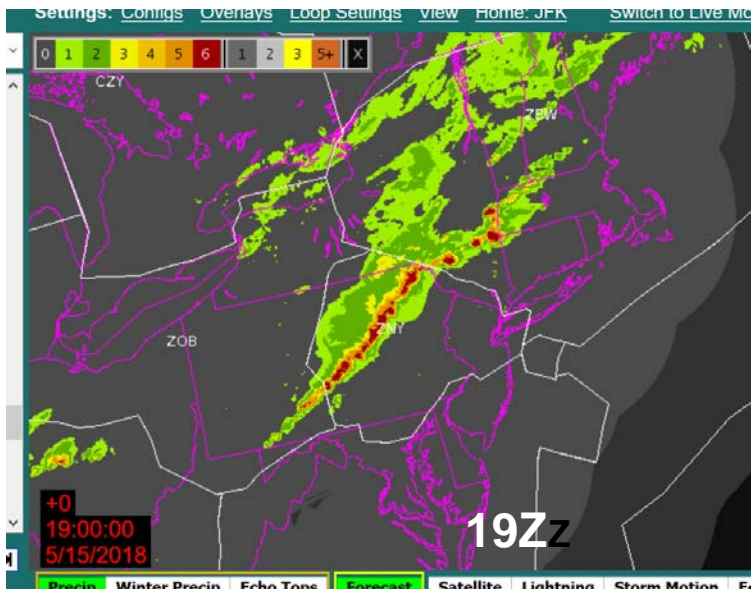 Settings: Configs Overlays Loop Settings View Home: JFK Switch to Live
0 1 2 3 4 5 6 1 2 3 5+ X
CZY
ZBW
ZNY
ZOB
+0
19:00:00
5/15/2018
19Zz
Precip Winter Precip Echo Tops Forecast Satellite Lightning Storm Motion